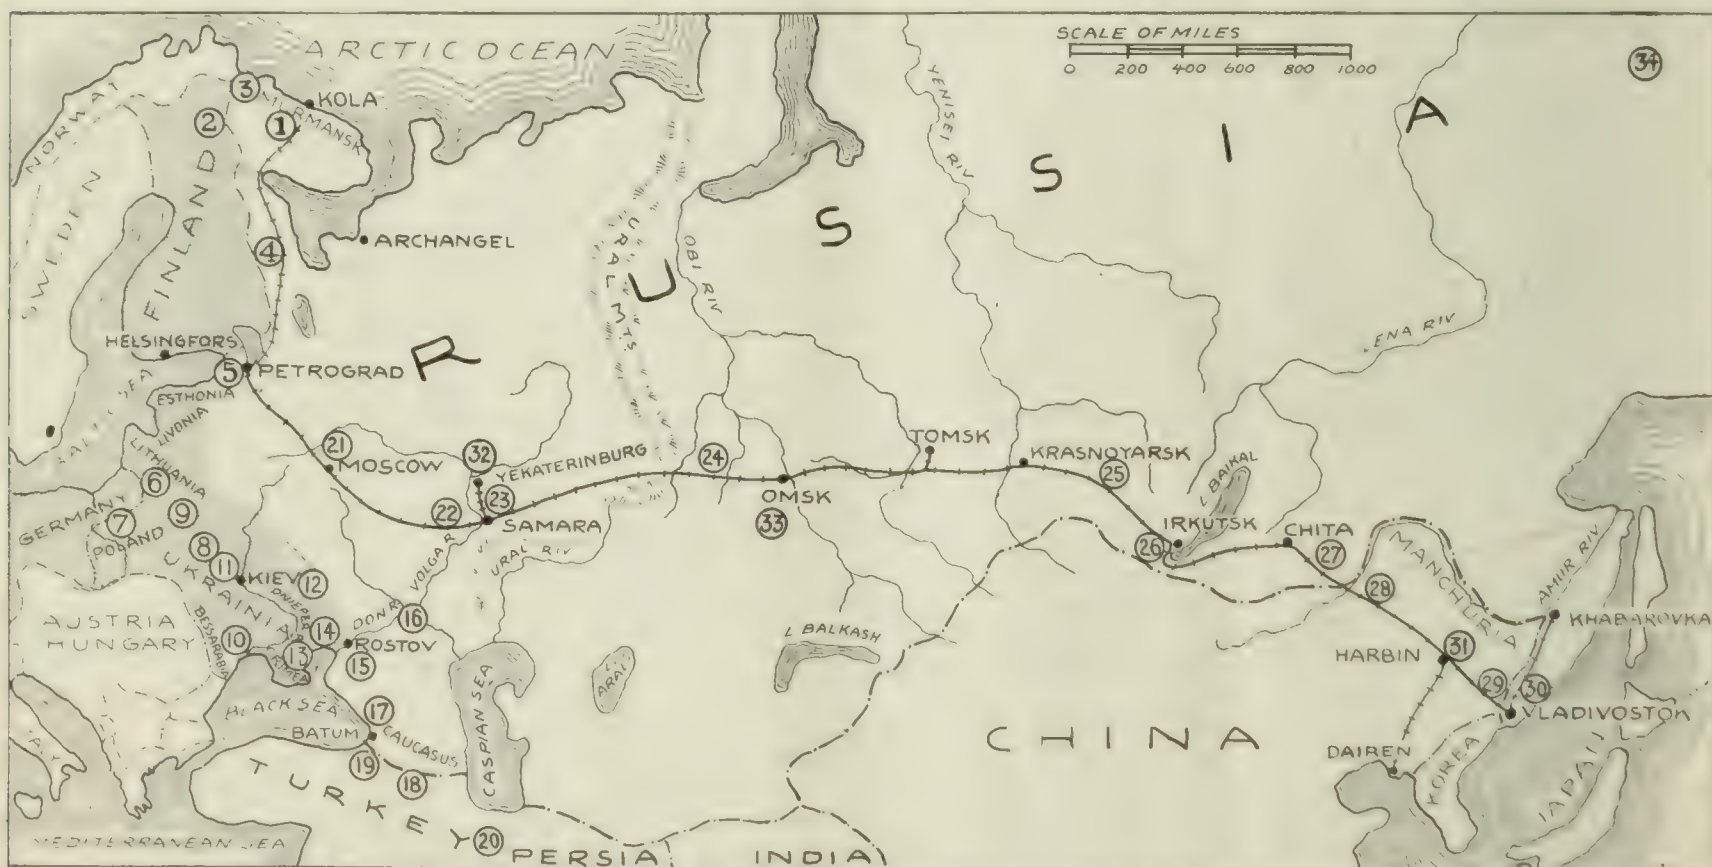 ARCTIC OCEAN
SCALE OF MILES
0 200 400 600 800 1000
34
NORWAY
3
KOLA
2
1
MURMANSK
YENISEI RIV
R U S S I A
SWEDEN
FINLAND
4
ARCHANGEL
URAL MTS
OBI RIV
LENA RIV
HELSINGFORS
5
PETROGRAD
BALTIC SEA
ESTHONIA
LIVONIA
LITHUANIA
21
MOSCOW
32
YEKATERINBURG
24
TOMSK
KRASNOYARSK
25
L BAIKAL
6
GERMANY
7
9
POLAND
22
23
SAMARA
OMSK
33
IRKUTSK
26
CHITA
27
8
11
UKRAINIA
KIEV
12
DNIEPER R
VOLGA R
URAL RIV
28
MANCHURIA
AMUR RIV
AUSTRIA
HUNGARY
BESSARABIA
10
13
CRIMEA
14
DON R
16
ROSTOV
15
L BALKASH
KHABAROVKA
HARBIN
31
ARAL
CASPIAN SEA
29
30
VLADIVOSTOK
BLACK SEA
17
BATUM
CAUCASUS
19
18
CHINA
DAIREN
KOREA
JAPAN
TURKEY
20
MEDITERRANEAN SEA
PERSIA
INDIA